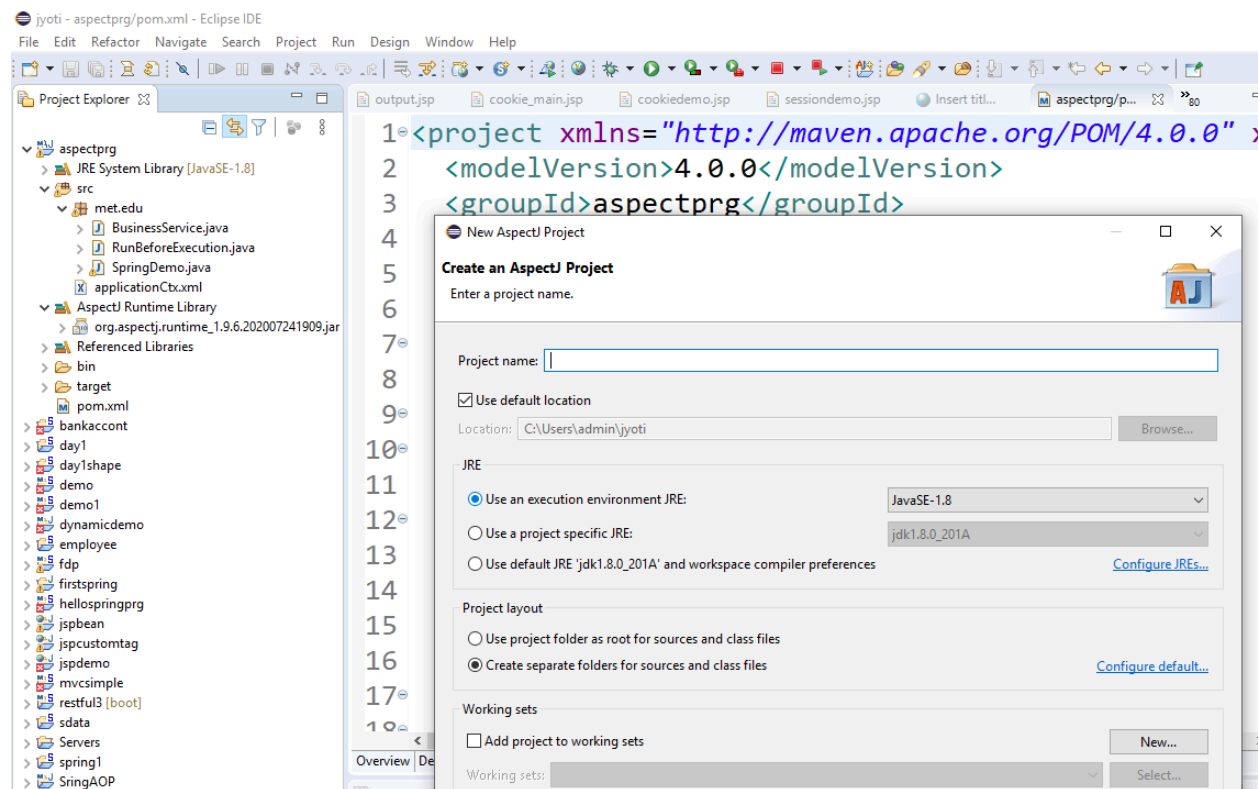 jyoti - aspectprg/pom.xml - Eclipse IDE
File Edit Refactor Navigate Search Project Run Design Window Help
Project Explorer
output.jsp cookie_main.jsp cookiedemo.jsp sessiondemo.jsp Insert titl... aspectprg/p... »80
aspectprg
JRE System Library [JavaSE-1.8]
src
met.edu
BusinessService.java
RunBeforeExecution.java
SpringDemo.java
applicationCtx.xml
AspectJ Runtime Library
org.aspectj.runtime_1.9.6.202007241909.jar
Referenced Libraries
bin
target
pom.xml
bankaccont
day1
day1shape
demo
demo1
dynamicdemo
employee
fdp
firstspring
hellospringprg
jspbean
jspcustomtag
jspdemo
mvcsimple
restful3 [boot]
sdata
Servers
spring1
SringAOP
1 <project xmlns="http://maven.apache.org/POM/4.0.0" x
2 <modelVersion>4.0.0</modelVersion>
3 <groupId>aspectprg</groupId>
4
5
6
7
8
9
10
11
12
13
14
15
16
17
18
Overview De
New AspectJ Project
Create an AspectJ Project
Enter a project name.
AJ
Project name:
Use default location
Location: C:\Users\admin\jyoti Browse...
JRE
Use an execution environment JRE: JavaSE-1.8
Use a project specific JRE: jdk1.8.0_201A
Use default JRE 'jdk1.8.0_201A' and workspace compiler preferences Configure JREs...
Project layout
Use project folder as root for sources and class files
Create separate folders for sources and class files Configure default...
Working sets
Add project to working sets New...
Working sets: Select...